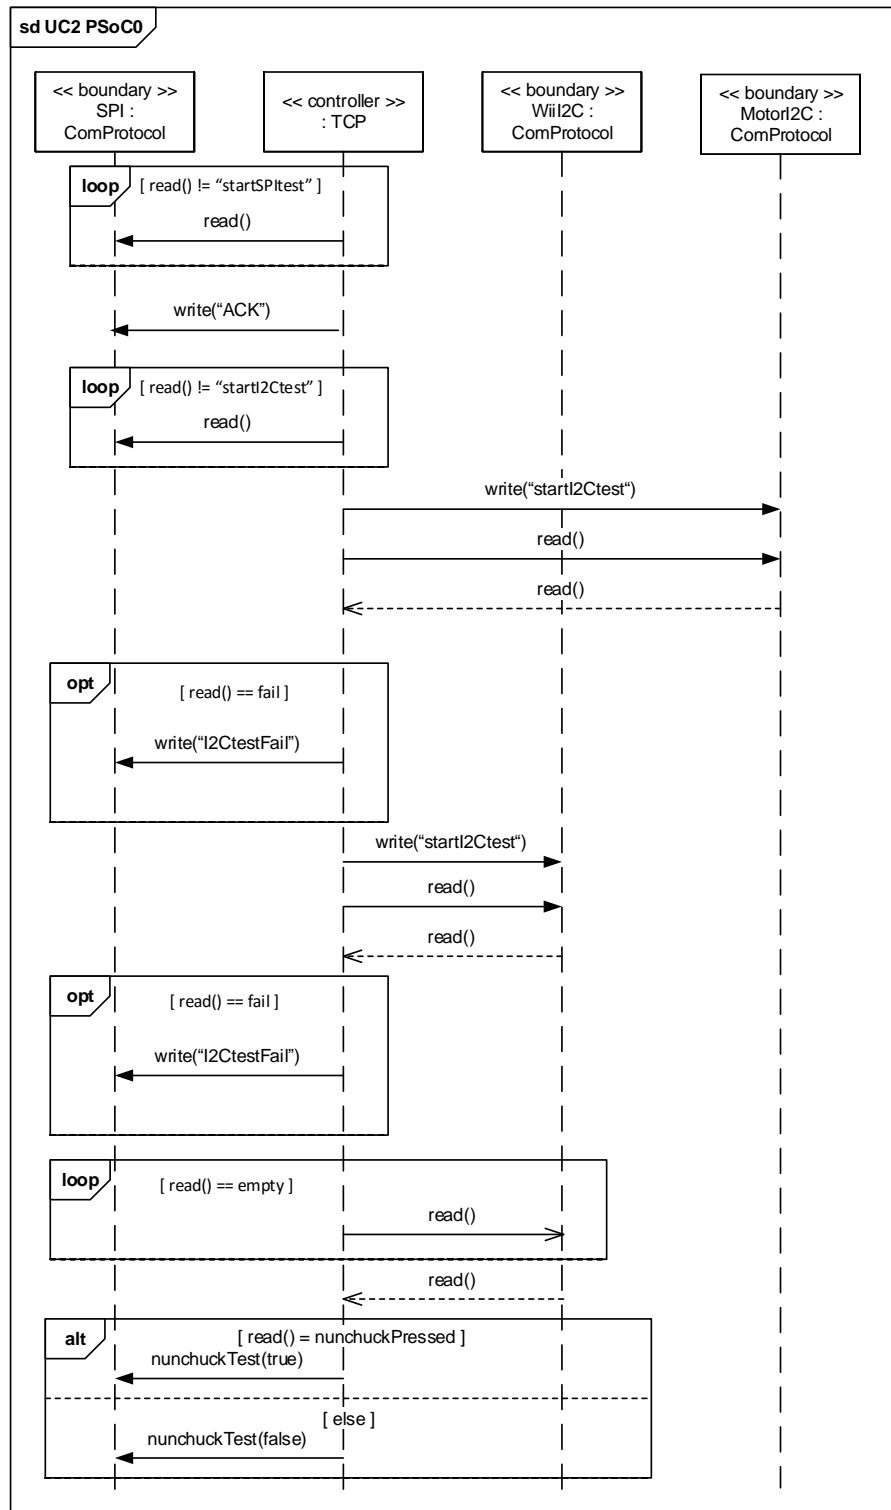 sd UC2 PSoC0
<< boundary >>
SPI :
ComProtocol
<< controller >>
: TCP
<< boundary >>
WiiI2C :
ComProtocol
<< boundary >>
MotorI2C :
ComProtocol
loop [ read() != “startSPItest” ]
read()
write(“ACK”)
loop [ read() != “startI2Ctest” ]
read()
write(“startI2Ctest“)
read()
read()
opt [ read() == fail ]
write(“I2CtestFail”)
write(“startI2Ctest“)
read()
read()
opt [ read() == fail ]
write(“I2CtestFail”)
loop [ read() == empty ]
read()
read()
alt [ read() = nunchuckPressed ]
nunchuckTest(true)
[ else ]
nunchuckTest(false)